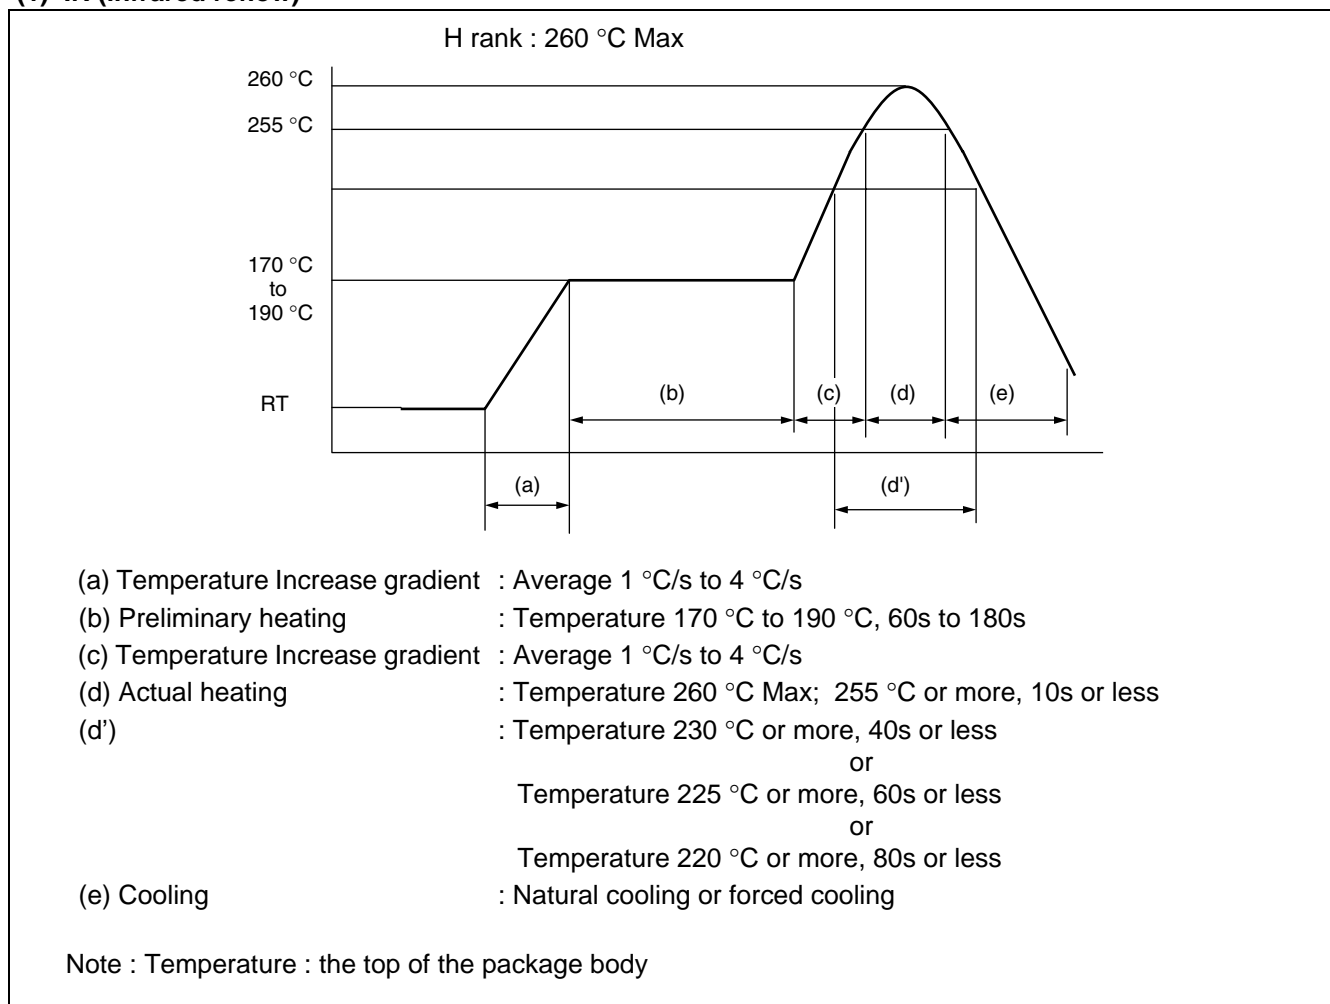 H rank : 260 °C Max
260 °C
255 °C
170 °C
to
190 °C
RT
(b)
(c)
(d)
(e)
(a)
(d')
(a) Temperature Increase gradient : Average 1 °C/s to 4 °C/s
(b) Preliminary heating : Temperature 170 °C to 190 °C, 60s to 180s
(c) Temperature Increase gradient : Average 1 °C/s to 4 °C/s
(d) Actual heating : Temperature 260 °C Max; 255 °C or more, 10s or less
(d’) : Temperature 230 °C or more, 40s or less
or
Temperature 225 °C or more, 60s or less
or
Temperature 220 °C or more, 80s or less
(e) Cooling : Natural cooling or forced cooling
Note : Temperature : the top of the package body